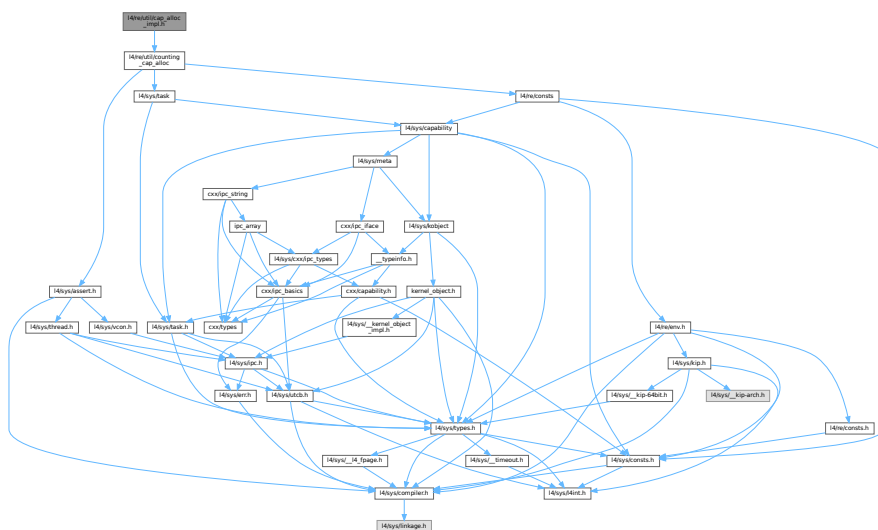 l4/re/util/cap_alloc
_impl.h
l4/re/util/counting
_cap_alloc
l4/sys/task
l4/re/consts
l4/sys/capability
l4/sys/meta
cxx/ipc_string
ipc_array
cxx/ipc_iface
l4/sys/kobject
l4/sys/cxx/ipc_types
__typeinfo.h
l4/sys/assert.h
cxx/ipc_basics
cxx/capability.h
kernel_object.h
l4/sys/thread.h
l4/sys/vcon.h
l4/sys/task.h
cxx/types
l4/sys/__kernel_object
_impl.h
l4/re/env.h
l4/sys/ipc.h
l4/sys/kip.h
l4/sys/err.h
l4/sys/utcb.h
l4/sys/__kip-64bit.h
l4/sys/__kip-arch.h
l4/sys/types.h
l4/re/consts.h
l4/sys/__l4_fpage.h
l4/sys/__timeout.h
l4/sys/consts.h
l4/sys/compiler.h
l4/sys/l4int.h
l4/sys/linkage.h